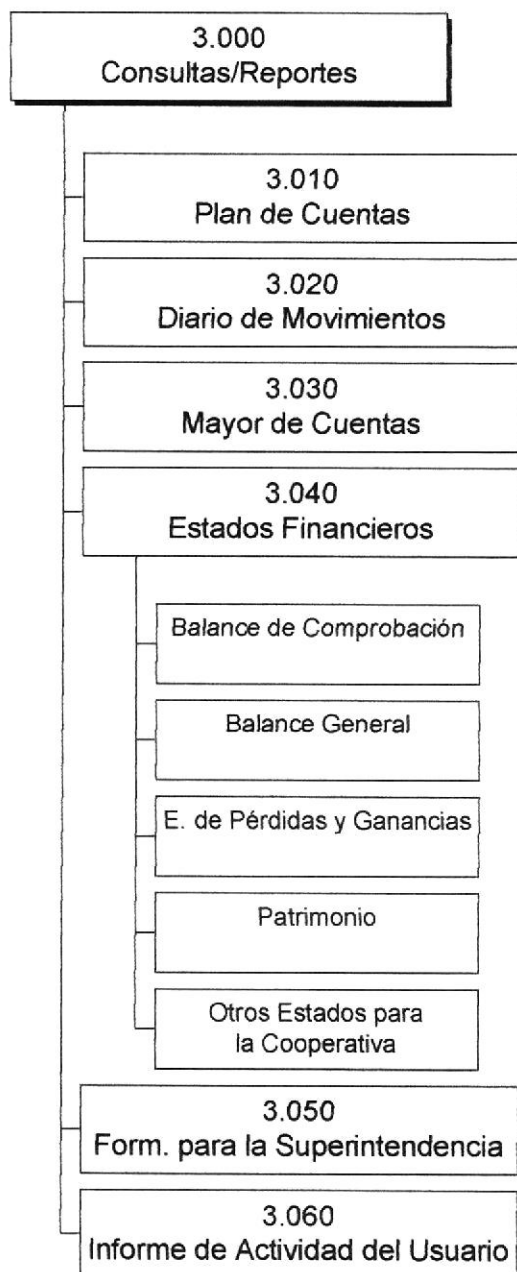 3.000
Consultas/Reportes
3.010
Plan de Cuentas
3.020
Diario de Movimientos
3.030
Mayor de Cuentas
3.040
Estados Financieros
Balance de Comprobación
Balance General
E. de Pérdidas y Ganancias
Patrimonio
Otros Estados para
la Cooperativa
3.050
Form. para la Superintendencia
3.060
Informe de Actividad del Usuario